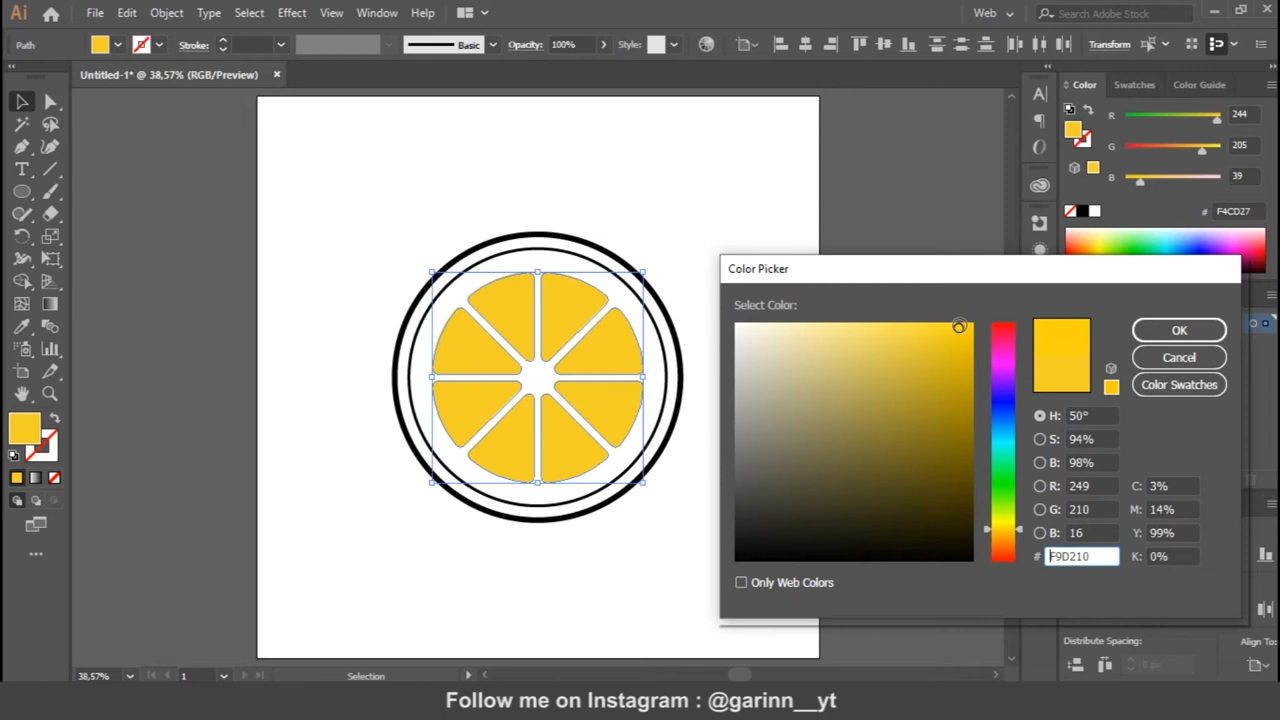 Ai File Edit Object Type Select Effect View Window Help Web Search Adobe Stock
Path Stroke: Basic Opacity: 100% Style: Transform
Untitled-1* @ 38,57% (RGB/Preview)
Color Swatches Color Guide
R 244
G 205
B 39
# F4CD27
Color Picker
Select Color:
OK
Cancel
Color Swatches
H: 50°
S: 94%
B: 98%
R: 249 C: 3%
G: 210 M: 14%
B: 16 Y: 99%
# F9D210 K: 0%
Only Web Colors
Distribute Spacing: Align To:
0 px
38,57% 1 Selection
Follow me on Instagram : @garinn__yt